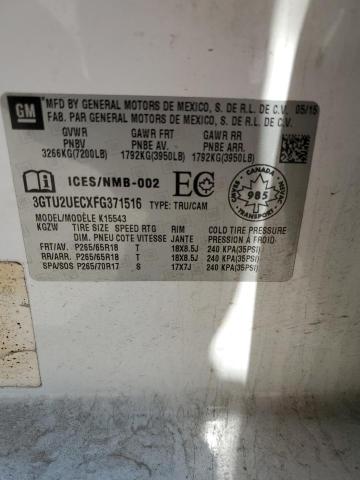 GM
MFD BY GENERAL MOTORS DE MEXICO, S. DE R.L. DE C.V. 05/15
FAB. PAR GENERAL MOTORS DE MEXICO, S. DE R.L. DE C.V.
GVWR GAWR FRT GAWR RR
PNBV PNBE AV. PNBE ARR.
3266KG(7200LB) 1792KG(3950LB) 1792KG(3950LB)
ICES/NMB-002 EC
CANADA
985
3GTU2UECXFG371516 TYPE: TRU/CAM
MODEL/MODÈLE K15543
KGZW TIRE SIZE SPEED RTG RIM COLD TIRE PRESSURE
DIM. PNEU COTE VITESSE JANTE PRESSION À FROID
FRT/AV. P265/65R18 T 18X8.5J 240 KPA(35PSI)
RR/ARR. P265/65R18 T 18X8.5J 240 KPA(35PSI)
SPA/SOS P265/70R17 S 17X7J 240 KPA(35PSI)